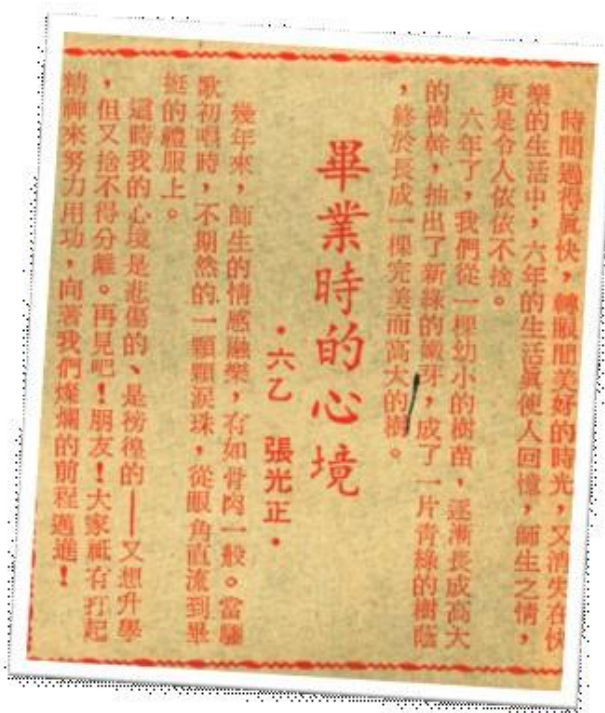 時間過得眞快，轉瞬間美好的時光，又消失在快
樂的生活中，六年的生活眞使人回憶，師生之情，
更是令人依依不捨。
六年了，我們從一棵幼小的樹苗，逐漸長成高大
的樹幹，抽出了新綠的嫩芽，成了一片青綠的樹蔭
，終於長成一棵完美而高大的樹。
畢業時的心境
・六乙　張光正・
幾年來，師生的情感融樂，有如骨肉一般。當驪
歌初唱時，不期然的一顆顆淚珠，從眼角直流到畢
挺的禮服上。
這時我的心境是悲傷的、是徬徨的——又想升學
，但又捨不得分離。再見吧！朋友！大家祗有打起
精神來努力用功，向著我們燦爛的前程邁進！